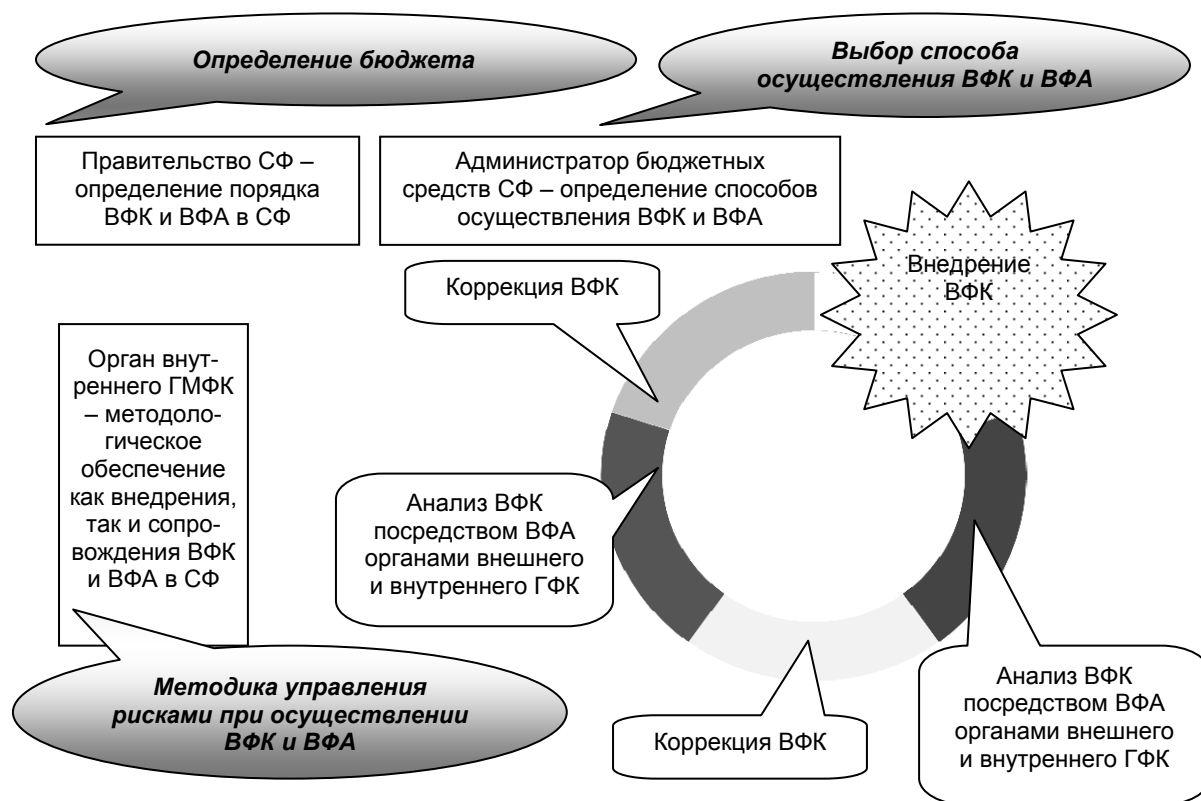 Определение бюджета
Выбор способа
осуществления ВФК и ВФА
Правительство СФ –
определение порядка
ВФК и ВФА в СФ
Администратор бюджетных
средств СФ – определение способов
осуществления ВФК и ВФА
Внедрение
ВФК
Коррекция ВФК
Орган внут-
реннего ГМФК
– методоло-
гическое
обеспечение
как внедрения,
так и сопро-
вождения ВФК
и ВФА в СФ
Анализ ВФК
посредством ВФА
органами внешнего
и внутреннего ГФК
Методика управления
рисками при осуществлении
ВФК и ВФА
Коррекция ВФК
Анализ ВФК
посредством ВФА
органами внешнего
и внутреннего ГФК